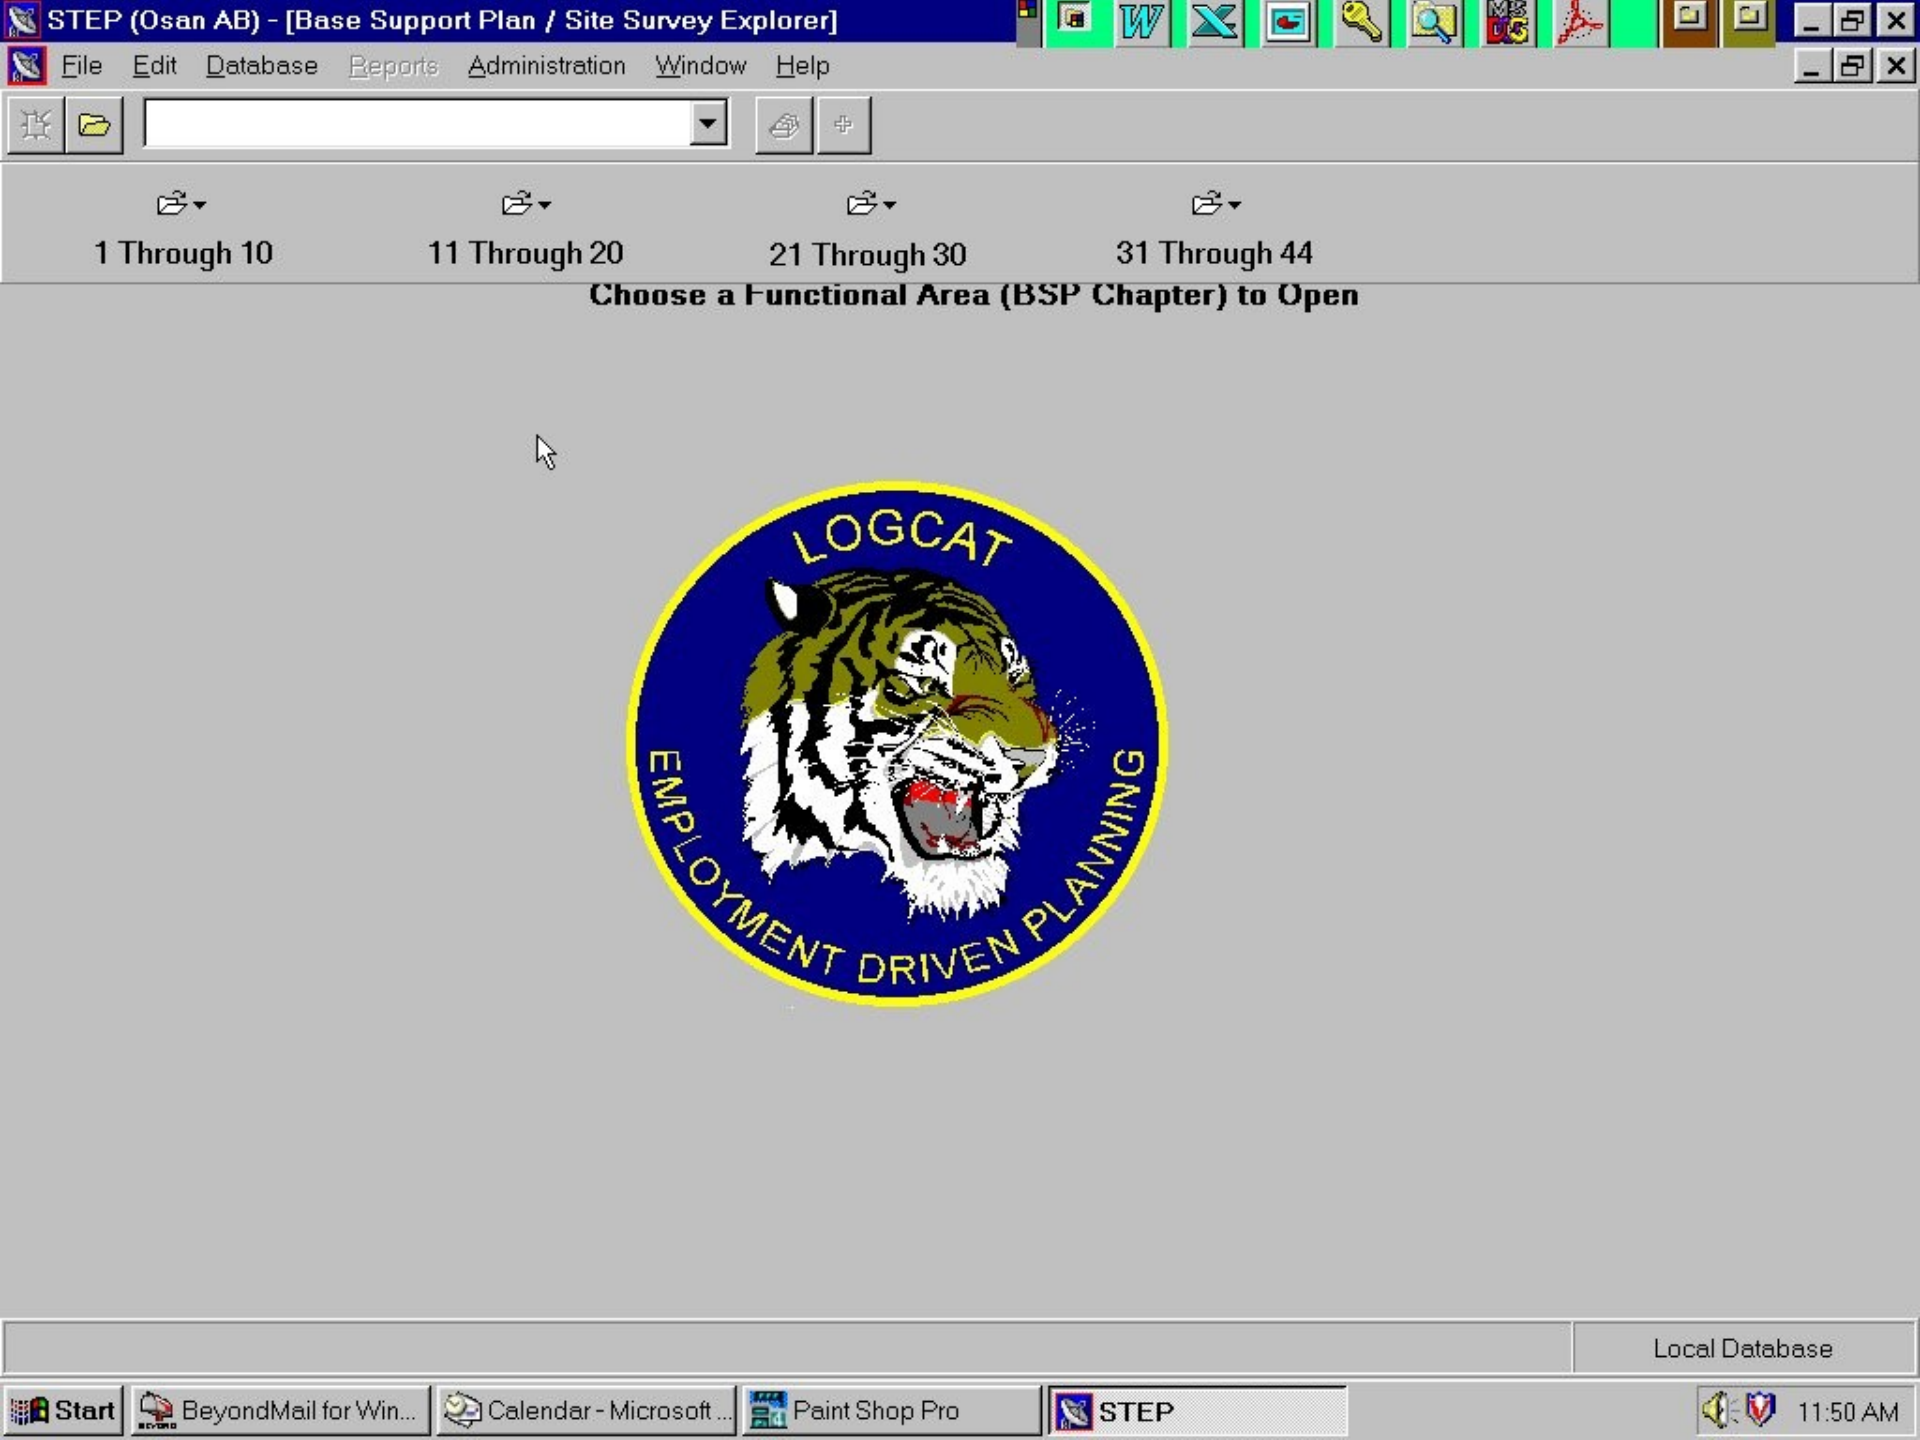 STEP (Osan AB) - [Base Support Plan / Site Survey Explorer]
File Edit Database Reports Administration Window Help
1 Through 10 11 Through 20 21 Through 30 31 Through 44
Choose a Functional Area (BSP Chapter) to Open
LOGCAT
EMPLOYMENT DRIVEN PLANNING
Local Database
Start BeyondMail for Win... Calendar - Microsoft ... Paint Shop Pro STEP 11:50 AM